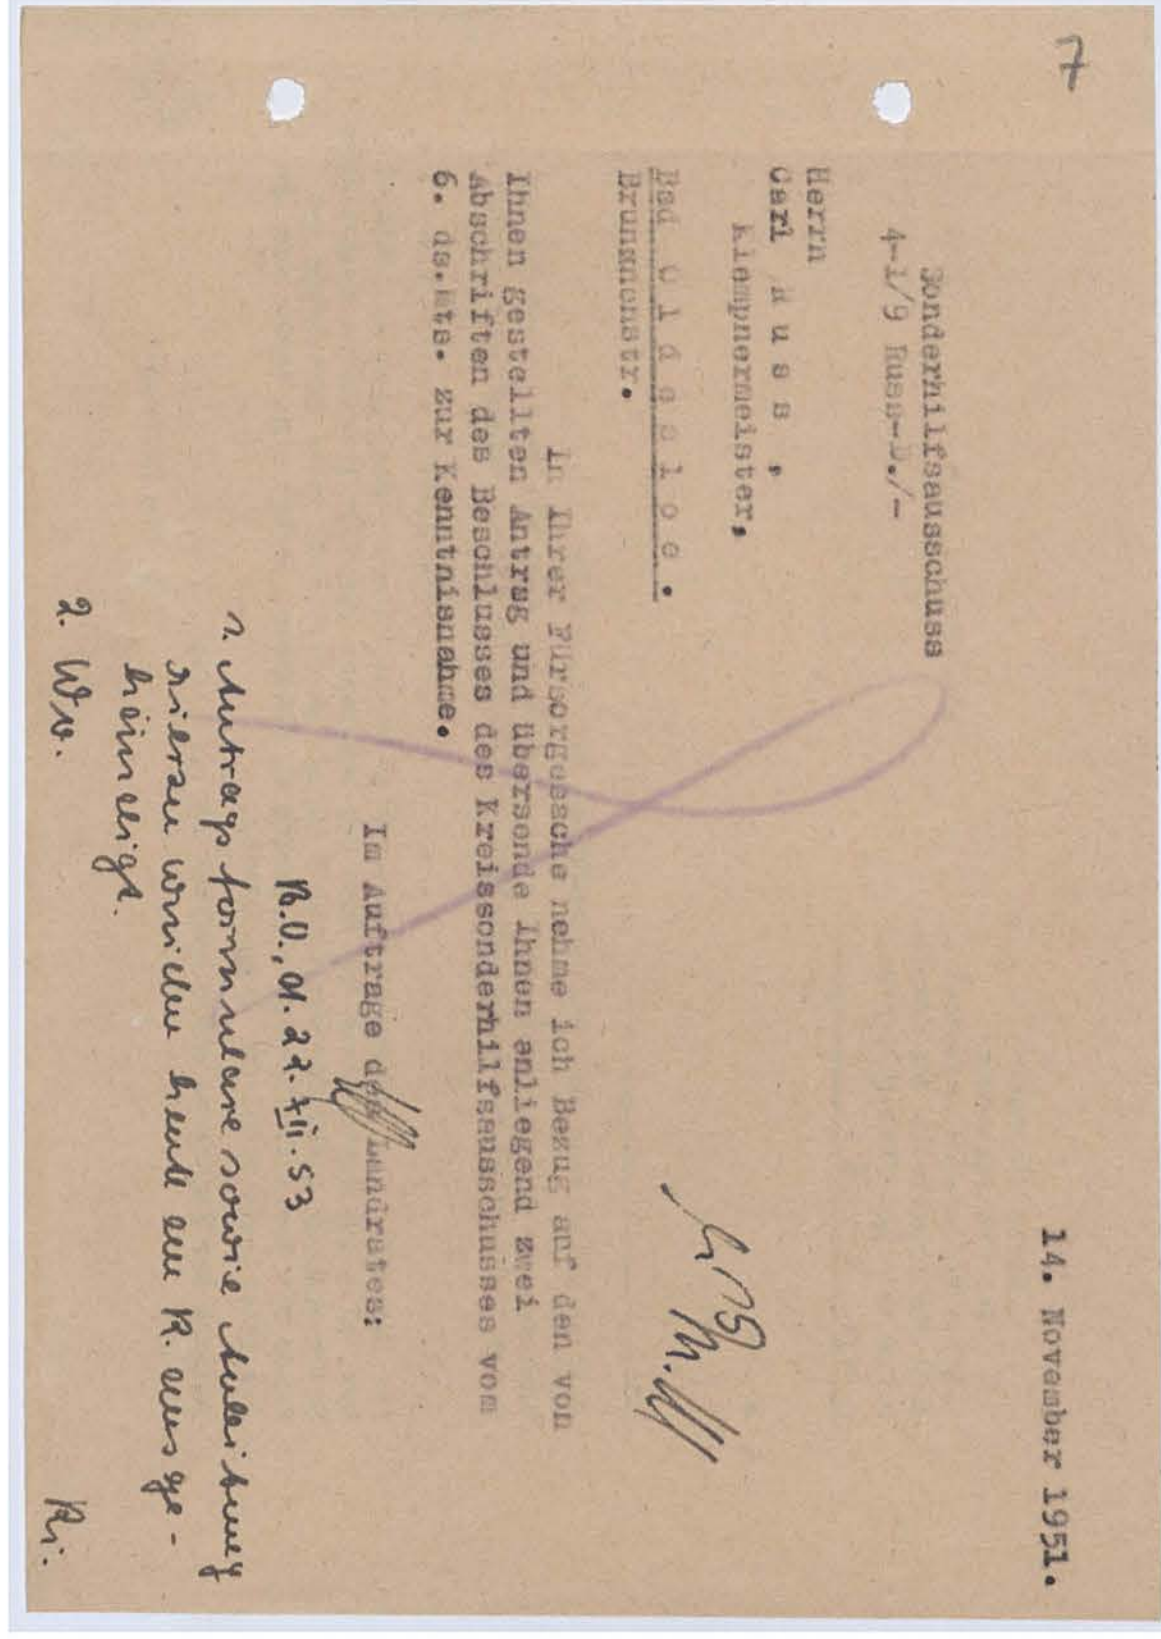 7
14. November 1951.
Sonderhilfsausschuss
4-1/9 Russ-D./-
Herrn
Carl R u s s ,
Klempnermeister,
Bad O l d e s l o e .
Brunnenstr.
In Ihrer Fürsorgesache nehme ich Bezug auf den von
Ihnen gestellten Antrag und übersende Ihnen anliegend zwei
Abschriften des Beschlusses des Kreissonderhilfsausschusses vom
6. ds.Mts. zur Kenntnisnahme.
Im Auftrage des Landrates:
22. XII. 53
1. Antragsformulare sowie Anleitung
hierzu wurden heute an R. ausge-
händigt.
2. Wv.
Ri.